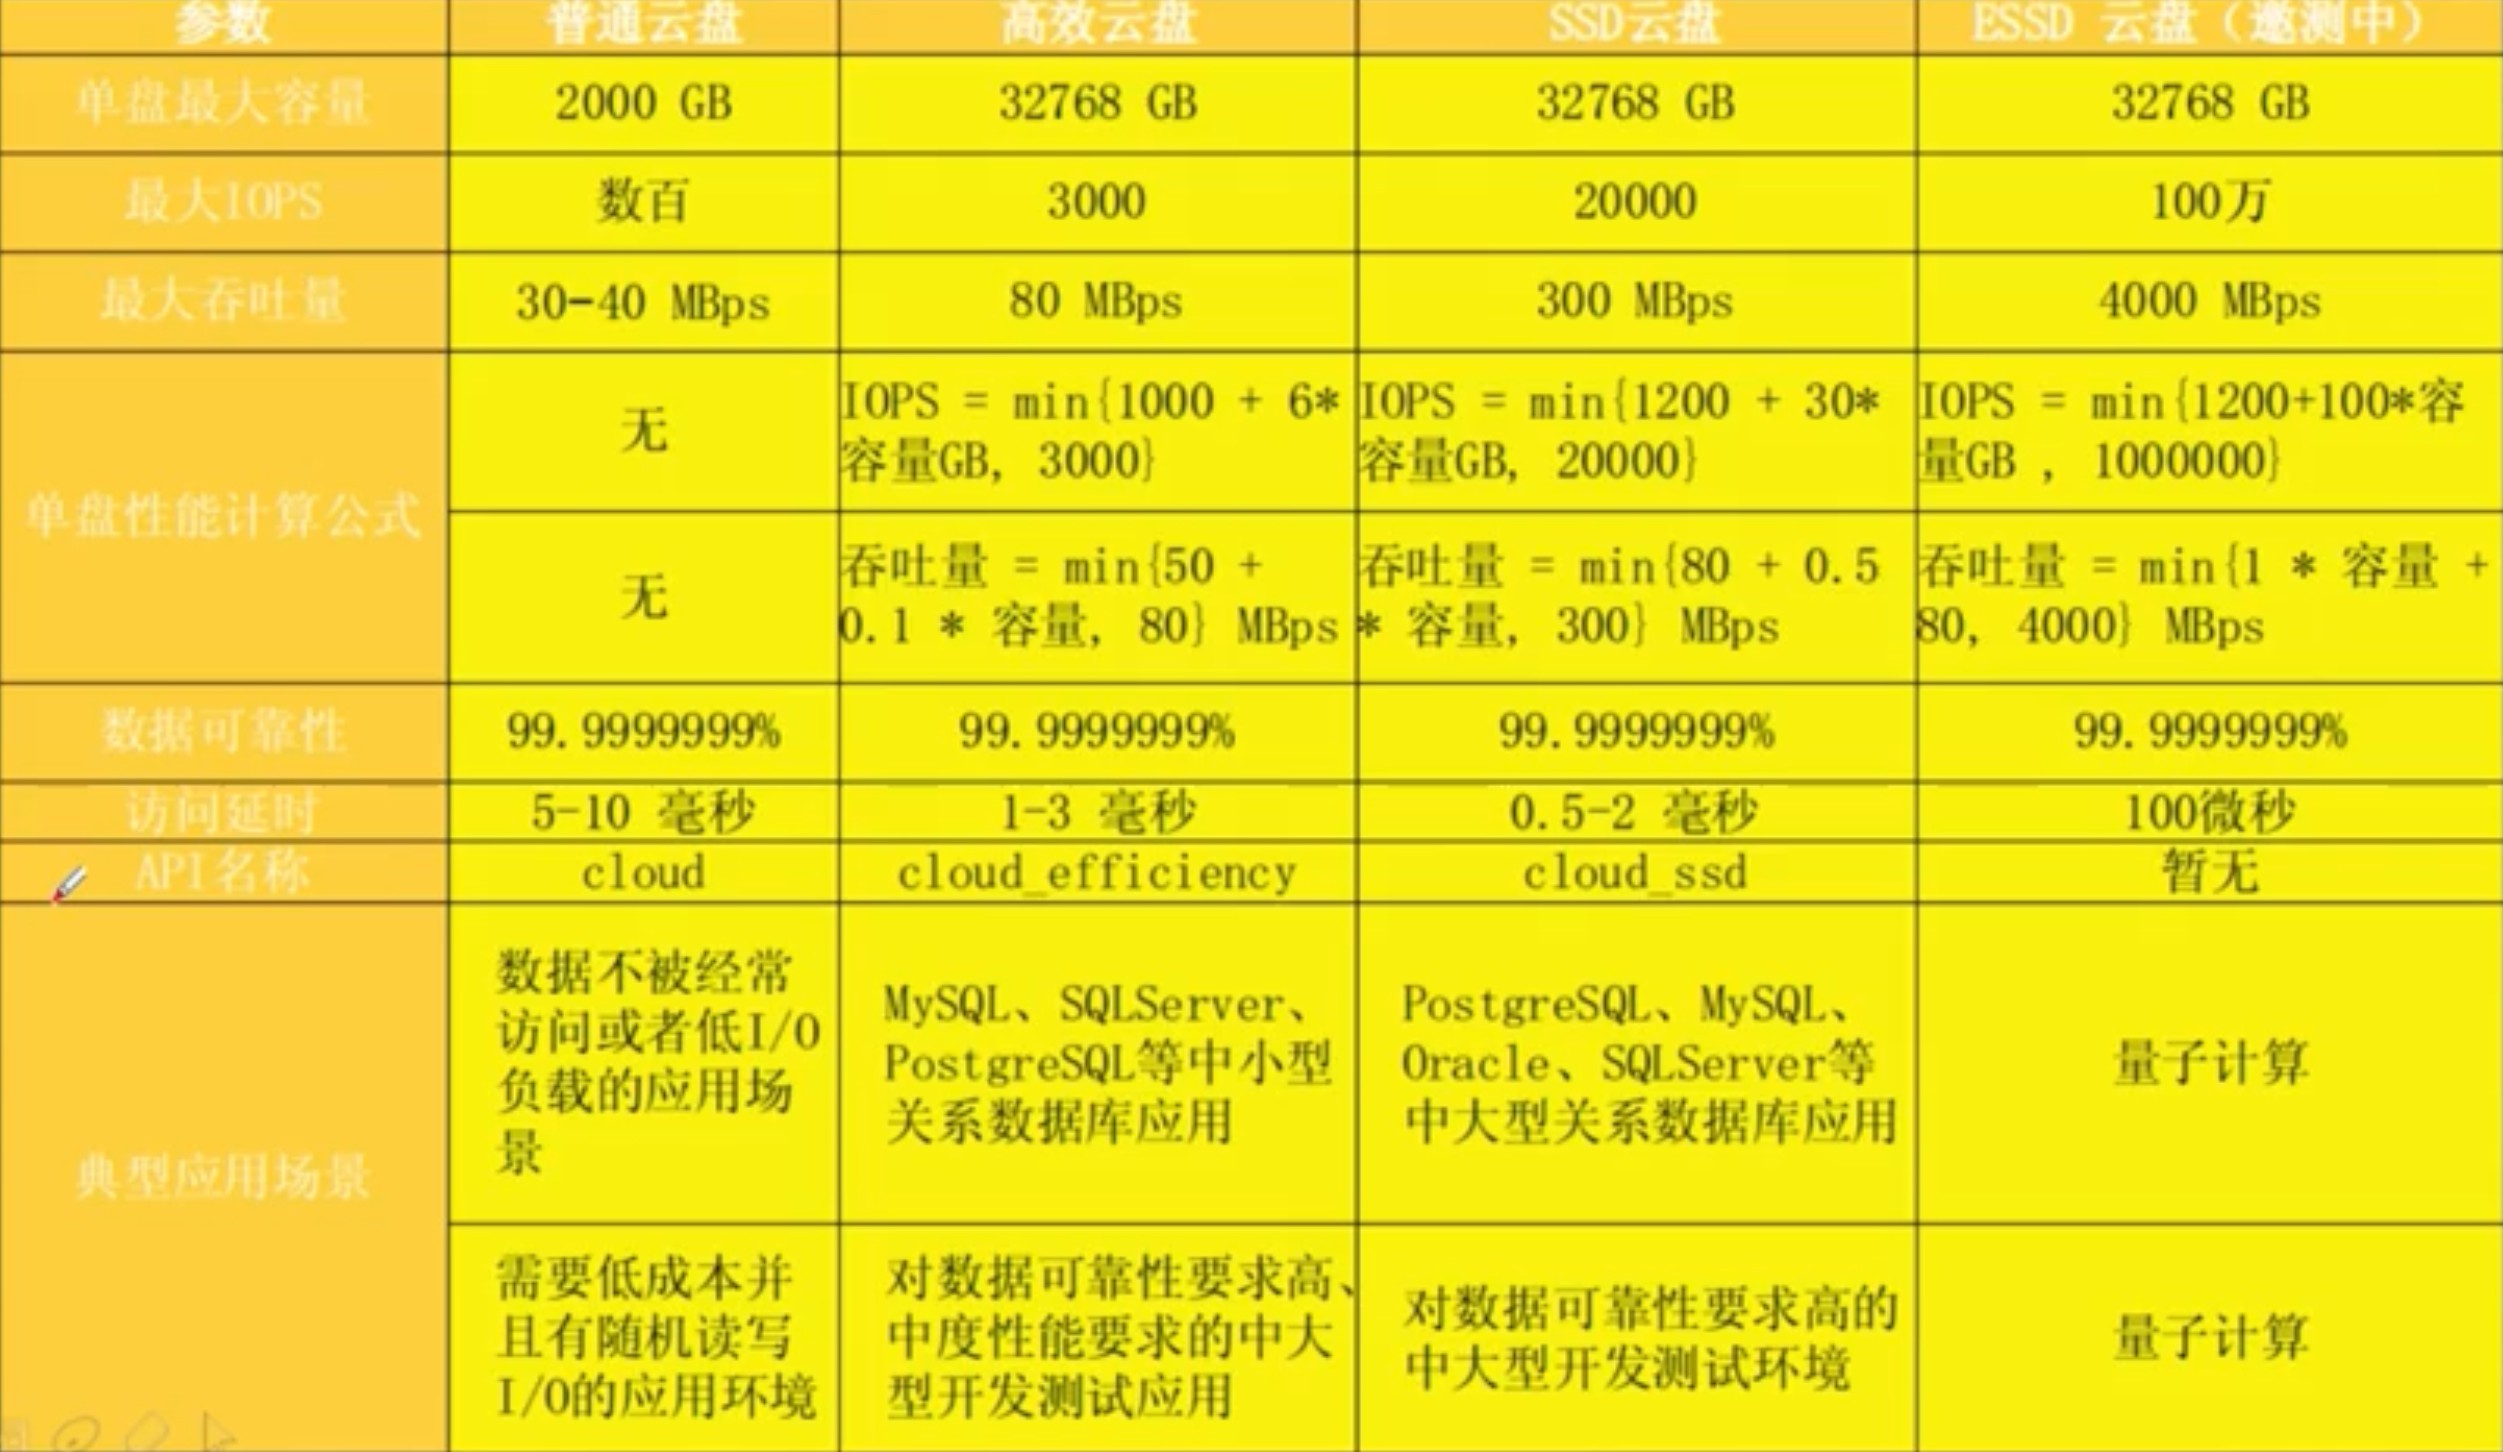 参数 普通云盘 高效云盘 SSD云盘 ESSD 云盘（邀测中）
单盘最大容量 2000 GB 32768 GB 32768 GB 32768 GB
最大IOPS 数百 3000 20000 100万
最大吞吐量 30-40 MBps 80 MBps 300 MBps 4000 MBps
单盘性能计算公式
无
IOPS = min{1000 + 6*
容量GB, 3000}
IOPS = min{1200 + 30*
容量GB, 20000}
IOPS = min{1200+100*容
量GB , 1000000}
无
吞吐量 = min{50 +
0.1 * 容量, 80} MBps
吞吐量 = min{80 + 0.5
* 容量, 300} MBps
吞吐量 = min{1 * 容量 +
80, 4000} MBps
数据可靠性 99.9999999% 99.9999999% 99.9999999% 99.9999999%
访问延时 5-10 毫秒 1-3 毫秒 0.5-2 毫秒 100微秒
API名称 cloud cloud_efficiency cloud_ssd 暂无
典型应用场景
数据不被经常
访问或者低I/O
负载的应用场
景
MySQL、SQLServer、
PostgreSQL等中小型
关系数据库应用
PostgreSQL、MySQL、
Oracle、SQLServer等
中大型关系数据库应用
量子计算
需要低成本并
且有随机读写
I/O的应用环境
对数据可靠性要求高、
中度性能要求的中大
型开发测试应用
对数据可靠性要求高的
中大型开发测试环境
量子计算